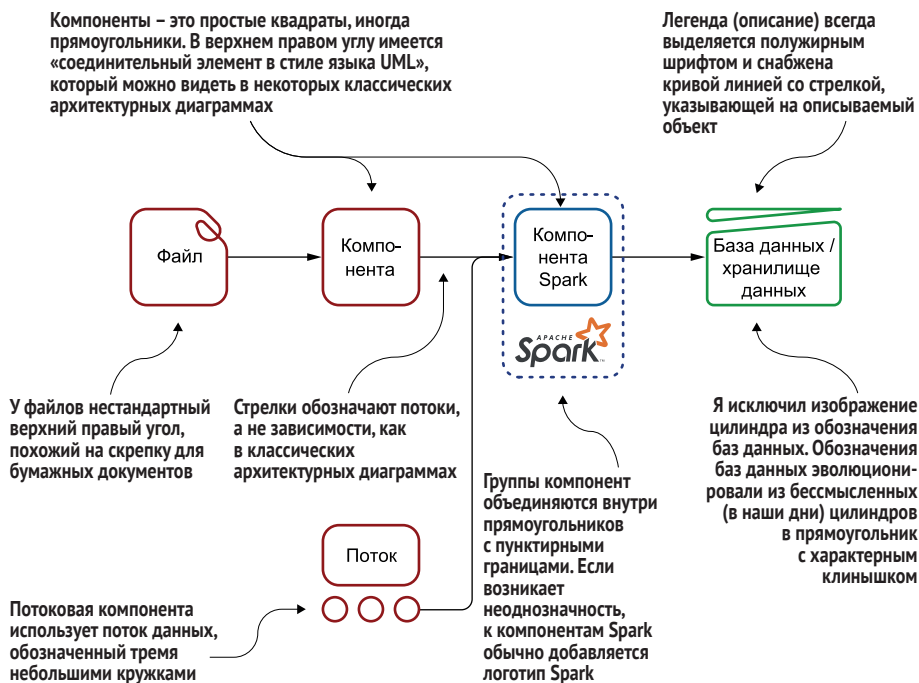 Компоненты – это простые квадраты, иногда
прямоугольники. В верхнем правом углу имеется
«соединительный элемент в стиле языка UML»,
который можно видеть в некоторых классических
архитектурных диаграммах
Легенда (описание) всегда
выделяется полужирным
шрифтом и снабжена
кривой линией со стрелкой,
указывающей на описываемый
объект
Файл
Компо-
нента
Компо-
нента
Spark
База данных /
хранилище
данных
APACHE
Spark
TM
У файлов нестандартный
верхний правый угол,
похожий на скрепку для
бумажных документов
Стрелки обозначают потоки,
а не зависимости, как
в классических
архитектурных диаграммах
Группы компонент
объединяются внутри
прямоугольников
с пунктирными
границами. Если
возникает
неоднозначность,
к компонентам Spark
обычно добавляется
логотип Spark
Я исключил изображение
цилиндра из обозначения
баз данных. Обозначения
баз данных эволюциони-
ровали из бессмысленных
(в наши дни) цилиндров
в прямоугольник
с характерным
клинышком
Поток
Потоковая компонента
использует поток данных,
обозначенный тремя
небольшими кружками